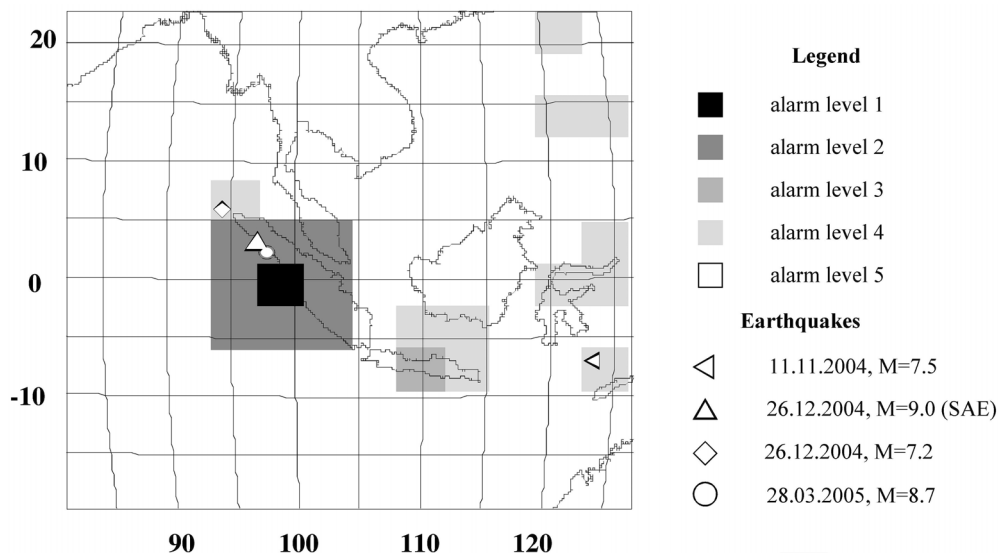 20
10
0
-10
90 100 110 120
Legend
alarm level 1
alarm level 2
alarm level 3
alarm level 4
alarm level 5
Earthquakes
11.11.2004, M=7.5
26.12.2004, M=9.0 (SAE)
26.12.2004, M=7.2
28.03.2005, M=8.7